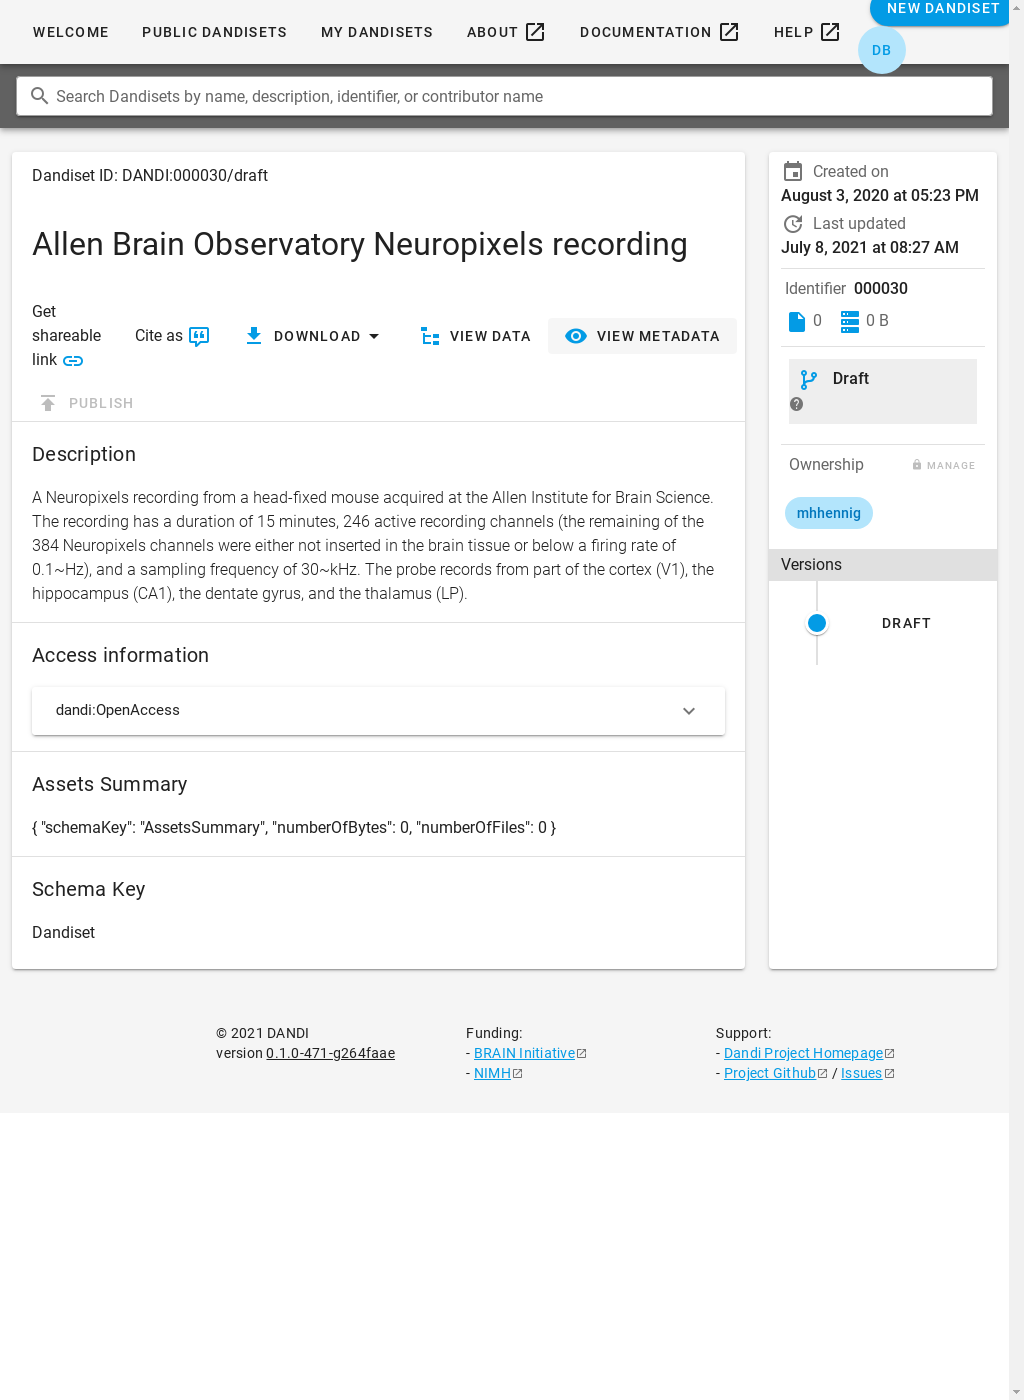 WELCOME
PUBLIC DANDISETS
MY DANDISETS
ABOUT
DOCUMENTATION
HELP
NEW DANDISET
DB
Search Dandisets by name, description, identifier, or contributor name
Dandiset ID: DANDI:000030/draft
Allen Brain Observatory Neuropixels recording
Get
shareable
link
Cite as
DOWNLOAD
VIEW DATA
VIEW METADATA
PUBLISH
Description
A Neuropixels recording from a head-fixed mouse acquired at the Allen Institute for Brain Science.
The recording has a duration of 15 minutes, 246 active recording channels (the remaining of the
384 Neuropixels channels were either not inserted in the brain tissue or below a firing rate of
0.1~Hz), and a sampling frequency of 30~kHz. The probe records from part of the cortex (V1), the
hippocampus (CA1), the dentate gyrus, and the thalamus (LP).
Access information
dandi:OpenAccess
Assets Summary
{ "schemaKey": "AssetsSummary", "numberOfBytes": 0, "numberOfFiles": 0 }
Schema Key
Dandiset
Created on
August 3, 2020 at 05:23 PM
Last updated
July 8, 2021 at 08:27 AM
Identifier 000030
0
0 B
Draft
Ownership
MANAGE
mhhennig
Versions
DRAFT
© 2021 DANDI
version 0.1.0-471-g264faae
Funding:
- BRAIN Initiative
- NIMH
Support:
- Dandi Project Homepage
- Project Github / Issues